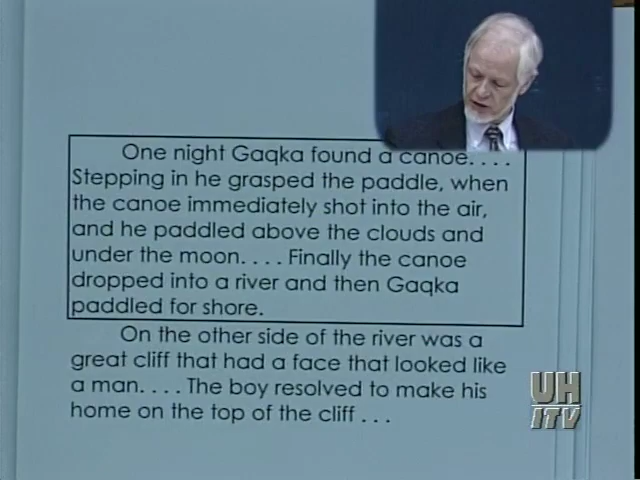 One night Gaqka found a canoe. . . .
Stepping in he grasped the paddle, when
the canoe immediately shot into the air,
and he paddled above the clouds and
under the moon. . . . Finally the canoe
dropped into a river and then Gaqka
paddled for shore.
On the other side of the river was a
great cliff that had a face that looked like
a man. . . . The boy resolved to make his
home on the top of the cliff . . .
UH
ITV